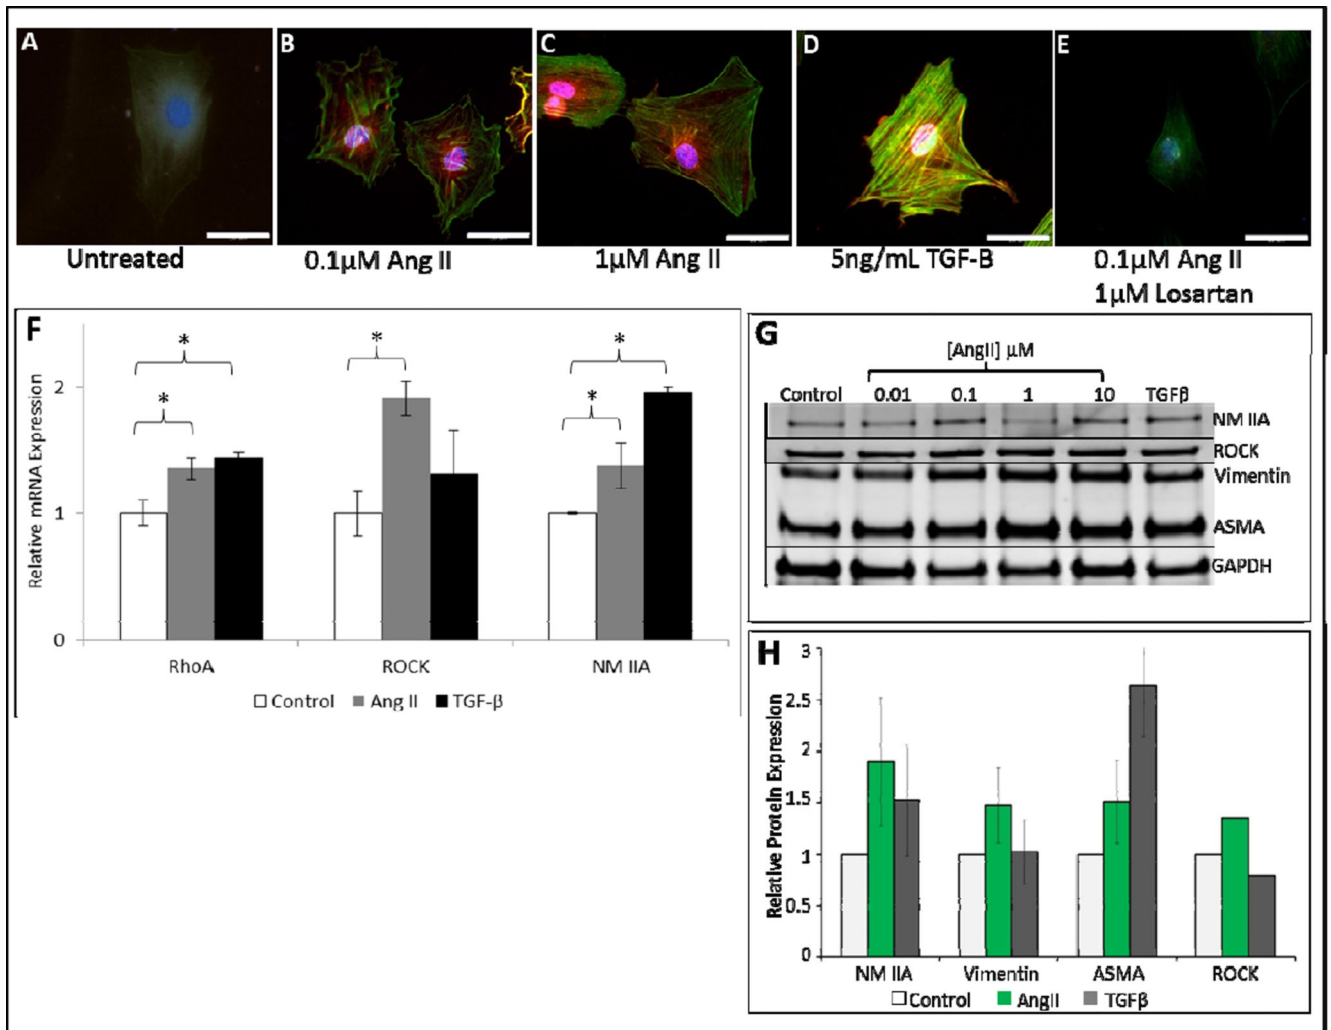 A
B
C
D
E
Untreated
0.1µM Ang II
1µM Ang II
5ng/mL TGF-B
0.1µM Ang II
1µM Losartan
F
Relative mRNA Expression
2
1
0
*
*
*
*
*
RhoA
ROCK
NM IIA
Control
Ang II
TGF-β
G
[AngII] µM
Control
0.01
0.1
1
10
TGFβ
NM IIA
ROCK
Vimentin
ASMA
GAPDH
H
Relative Protein Expression
3
2.5
2
1.5
1
0.5
0
NM IIA
Vimentin
ASMA
ROCK
Control
AngII
TGFβ